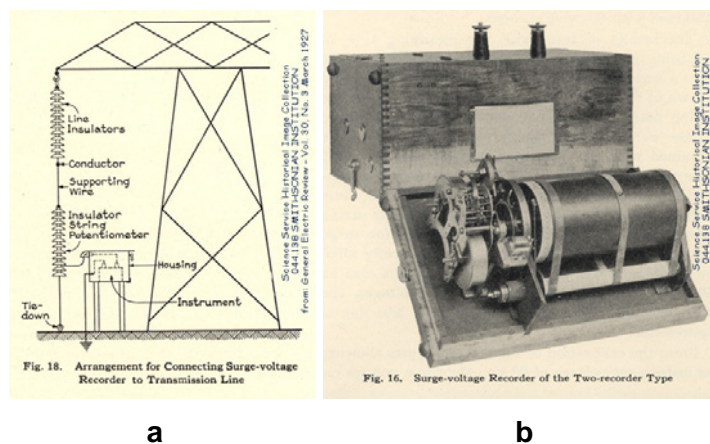 Line
Insulators
Conductor
Supporting
Wire
Insulator
String
Potentiometer
Housing
Instrument
Tie-
down
Science Service Historical Image Collection
044138 SMITHSONIAN INSTITUTION
from: General Electric Review - Vol. 30, No. 3 March 1927
Fig. 18. Arrangement for Connecting Surge-voltage
Recorder to Transmission Line
a
Science Service Historical Image Collection
044138 SMITHSONIAN INSTITUTION
Fig. 16. Surge-voltage Recorder of the Two-recorder Type
b